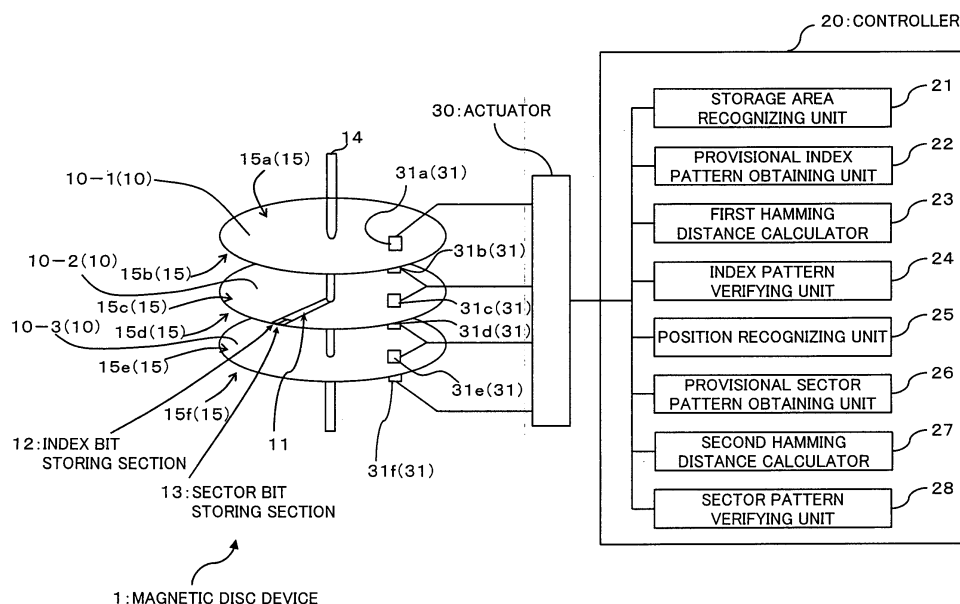 20:CONTROLLER
21
STORAGE AREA
RECOGNIZING UNIT
30:ACTUATOR
14
15a(15)
22
PROVISIONAL INDEX
PATTERN OBTAINING UNIT
10-1(10)
31a(31)
23
FIRST HAMMING
DISTANCE CALCULATOR
10-2(10)
15b(15)
31b(31)
24
INDEX PATTERN
VERIFYING UNIT
15c(15)
31c(31)
10-3(10)
15d(15)
31d(31)
25
POSITION RECOGNIZING UNIT
15e(15)
31e(31)
26
PROVISIONAL SECTOR
PATTERN OBTAINING UNIT
15f(15)
11
12:INDEX BIT
STORING SECTION
31f(31)
27
SECOND HAMMING
DISTANCE CALCULATOR
13:SECTOR BIT
STORING SECTION
28
SECTOR PATTERN
VERIFYING UNIT
1:MAGNETIC DISC DEVICE